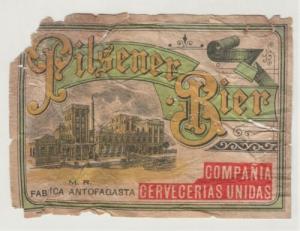 Pilsener
Bier
M. R.
FABRICA ANTOFAGASTA
COMPAÑIA
CERVECERIAS UNIDAS